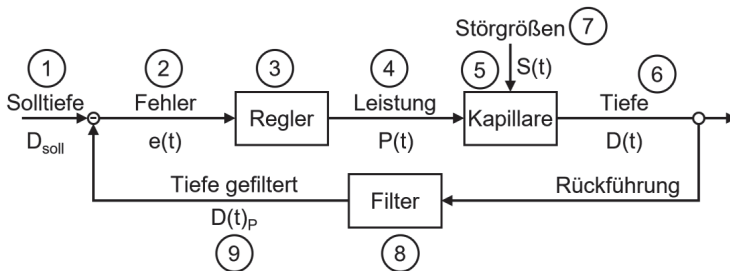 Störgrößen 7
1 2 3 4 5 S(t) 6
Solltiefe Fehler Regler Leistung Kapillare Tiefe
D_soll e(t) P(t) D(t)
Tiefe gefiltert Filter Rückführung
D(t)_P
9 8